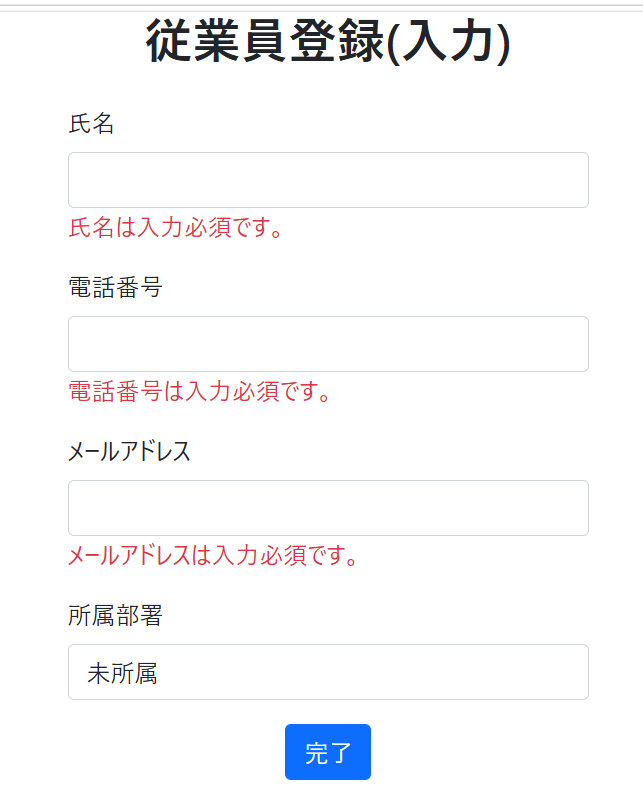 従業員登録(入力)
氏名
氏名は入力必須です。
電話番号
電話番号は入力必須です。
メールアドレス
メールアドレスは入力必須です。
所属部署
未所属
完了